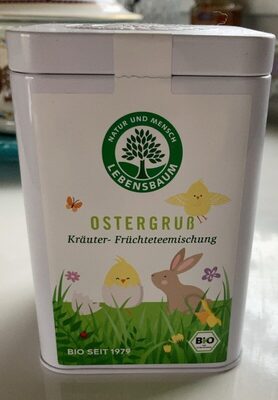 NATUR UND MENSCH
LEBENSBAUM
OSTERGRUß
Kräuter- Früchteteemischung
BIO SEIT 1979
BIO